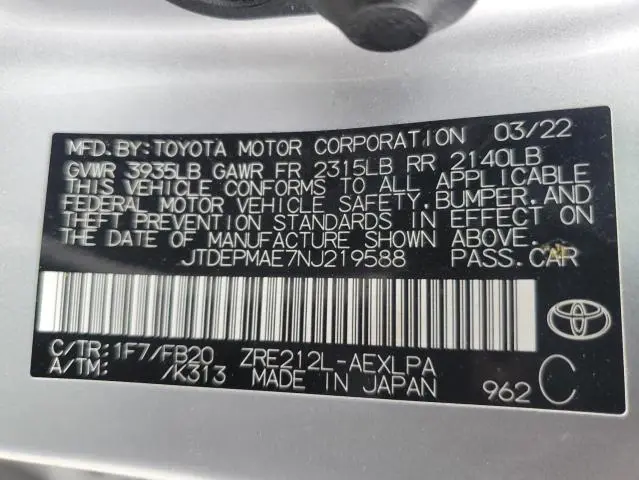 MFD. BY: TOYOTA MOTOR CORPORATION 03/22
GVWR 3935LB GAWR FR 2315LB RR 2140LB
THIS VEHICLE CONFORMS TO ALL APPLICABLE
FEDERAL MOTOR VEHICLE SAFETY, BUMPER, AND
THEFT PREVENTION STANDARDS IN EFFECT ON
THE DATE OF MANUFACTURE SHOWN ABOVE.
JTDEPMAE7NJ219588 PASS. CAR
C/TR: 1F7/FB20 ZRE212L-AEXLPA
A/TM: /K313 MADE IN JAPAN 962 C
TOYOTA